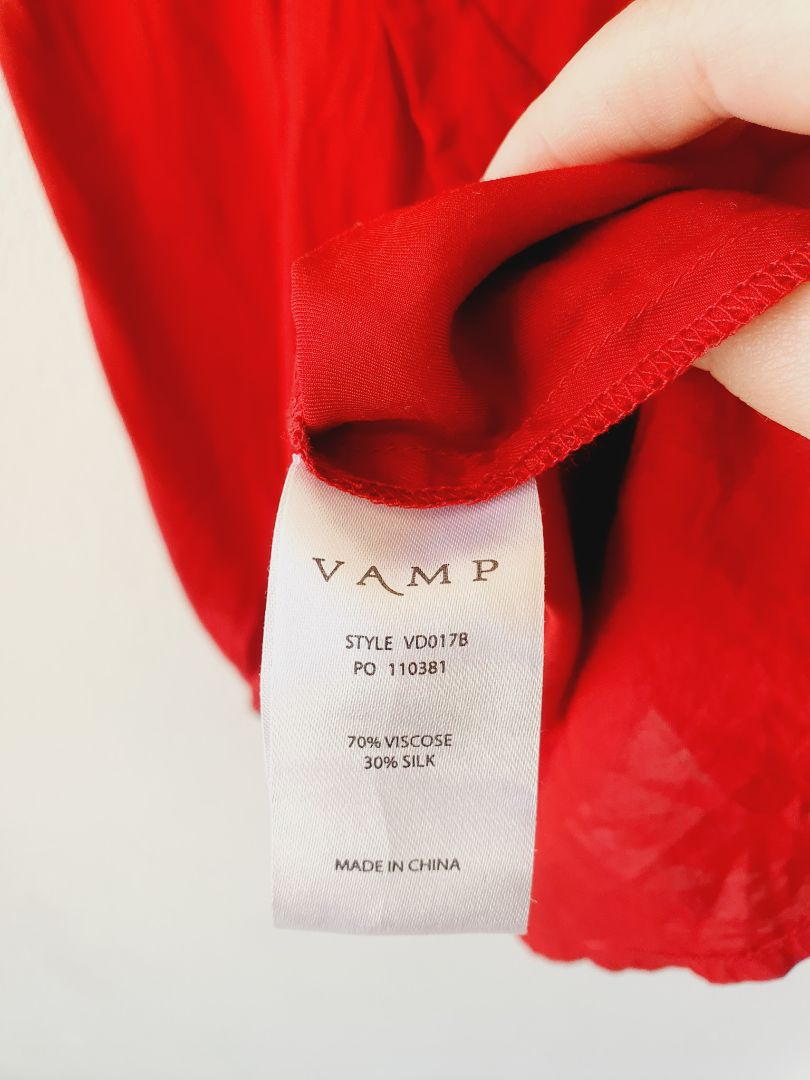 VAMP
STYLE VD017B
PO 110381
70% VISCOSE
30% SILK
MADE IN CHINA